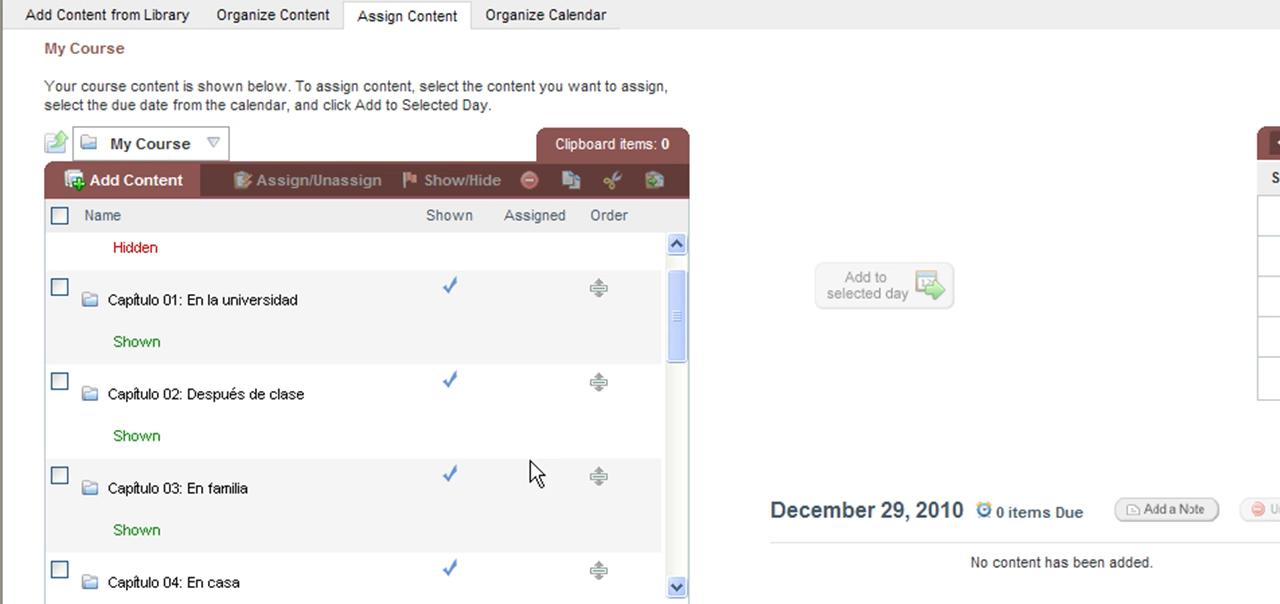 Add Content from Library Organize Content Assign Content Organize Calendar
My Course
Your course content is shown below. To assign content, select the content you want to assign,
select the due date from the calendar, and click Add to Selected Day.
My Course
Clipboard items: 0
Add Content Assign/Unassign Show/Hide
Name Shown Assigned Order
Hidden
Capítulo 01: En la universidad
Shown
Capítulo 02: Después de clase
Shown
Capítulo 03: En familia
Shown
Capítulo 04: En casa
Add to
selected day
S
December 29, 2010 0 items Due Add a Note
No content has been added.